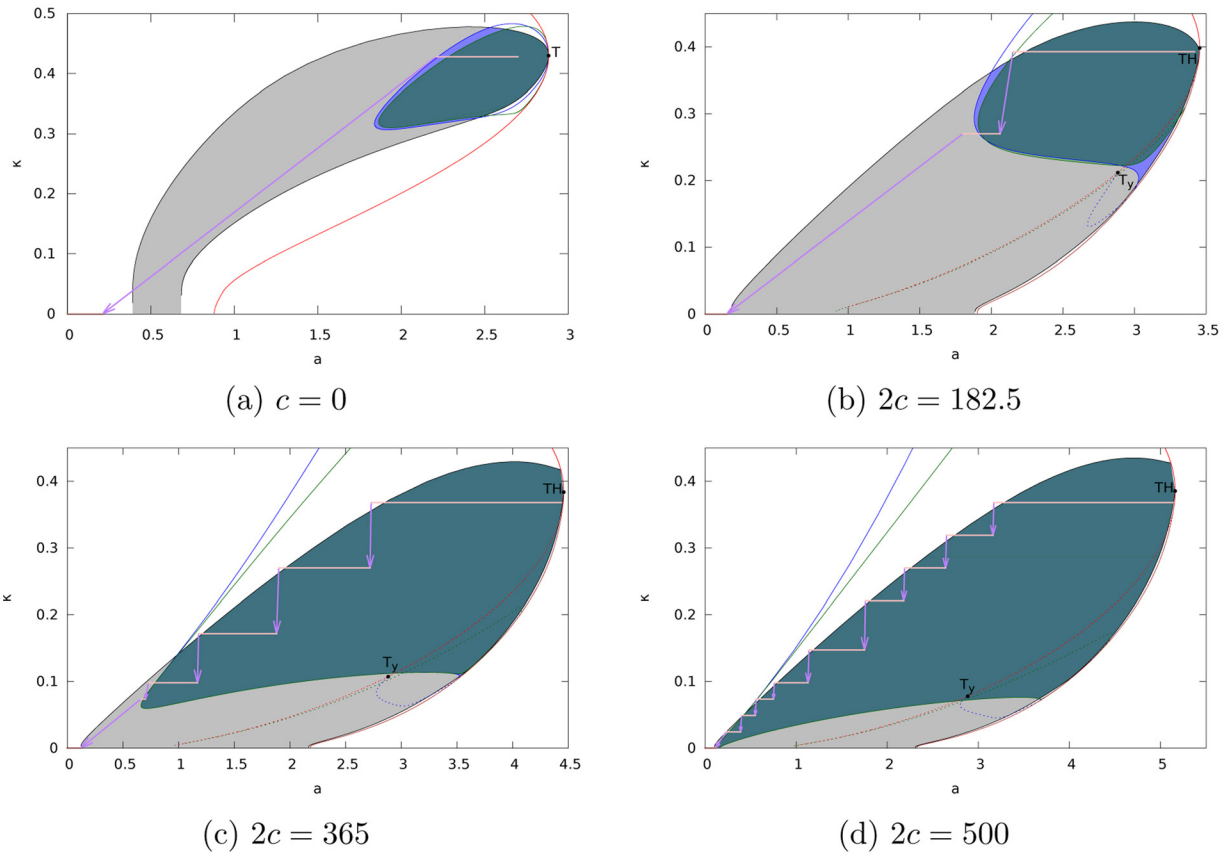 0.5
0.4
0.3
0.2
0.1
0
κ
T
0 0.5 1 1.5 2 2.5 3
a
(a) c = 0
0.4
0.3
0.2
0.1
0
κ
TH
Ty
0 0.5 1 1.5 2 2.5 3 3.5
a
(b) 2c = 182.5
0.4
0.3
0.2
0.1
0
κ
TH
Ty
0 0.5 1 1.5 2 2.5 3 3.5 4 4.5
a
(c) 2c = 365
0.4
0.3
0.2
0.1
0
κ
TH
Ty
0 1 2 3 4 5
a
(d) 2c = 500